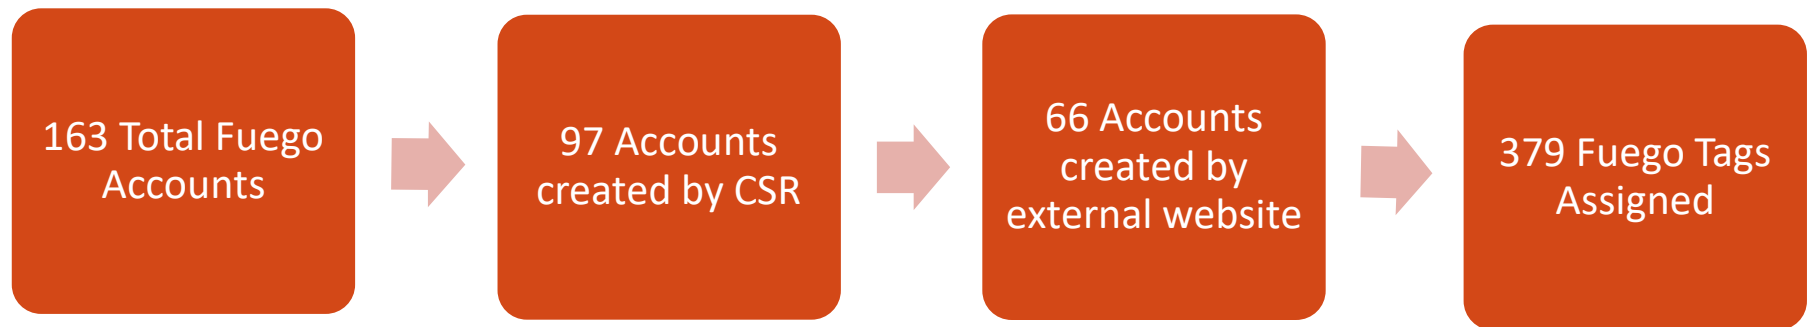 163 Total Fuego
Accounts
97 Accounts
created by CSR
66 Accounts
created by
external website
379 Fuego Tags
Assigned